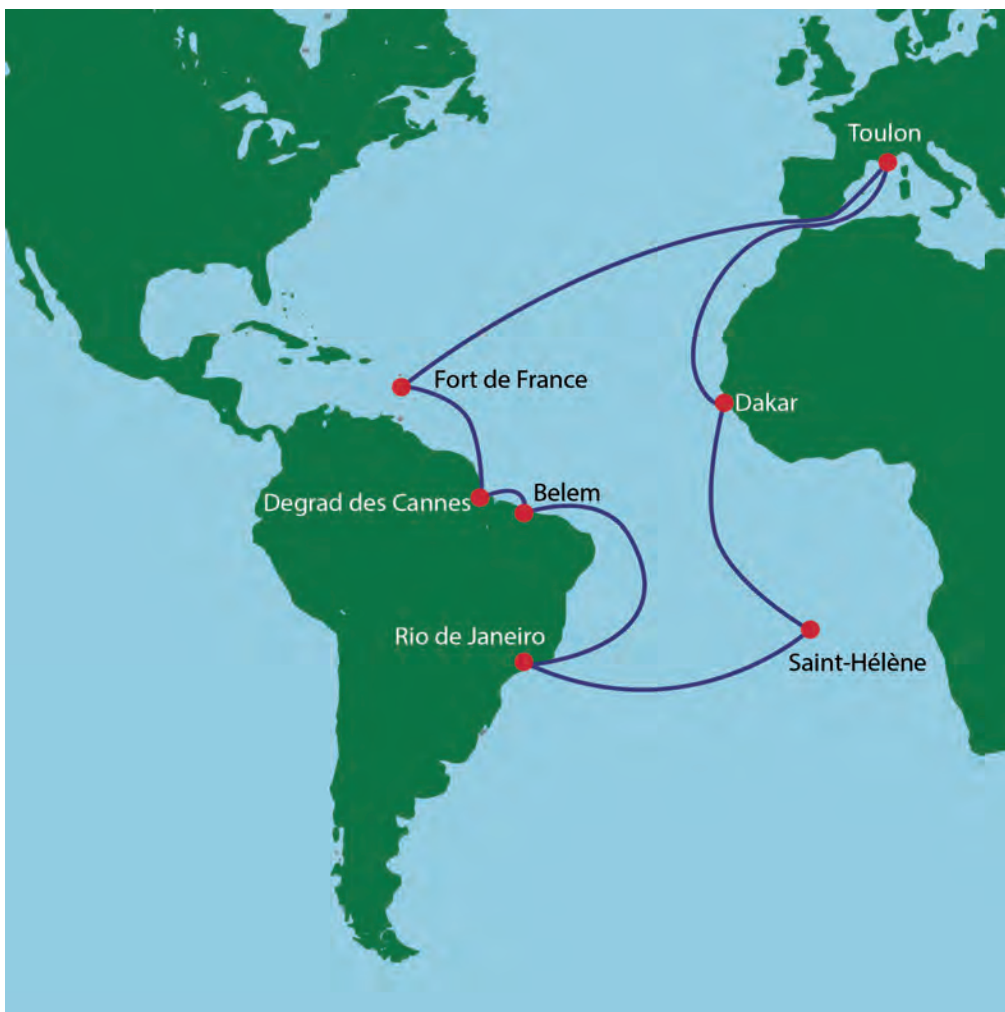 Toulon
Fort de France
Dakar
Degrad des Cannes
Belem
Rio de Janeiro
Saint-Hélène